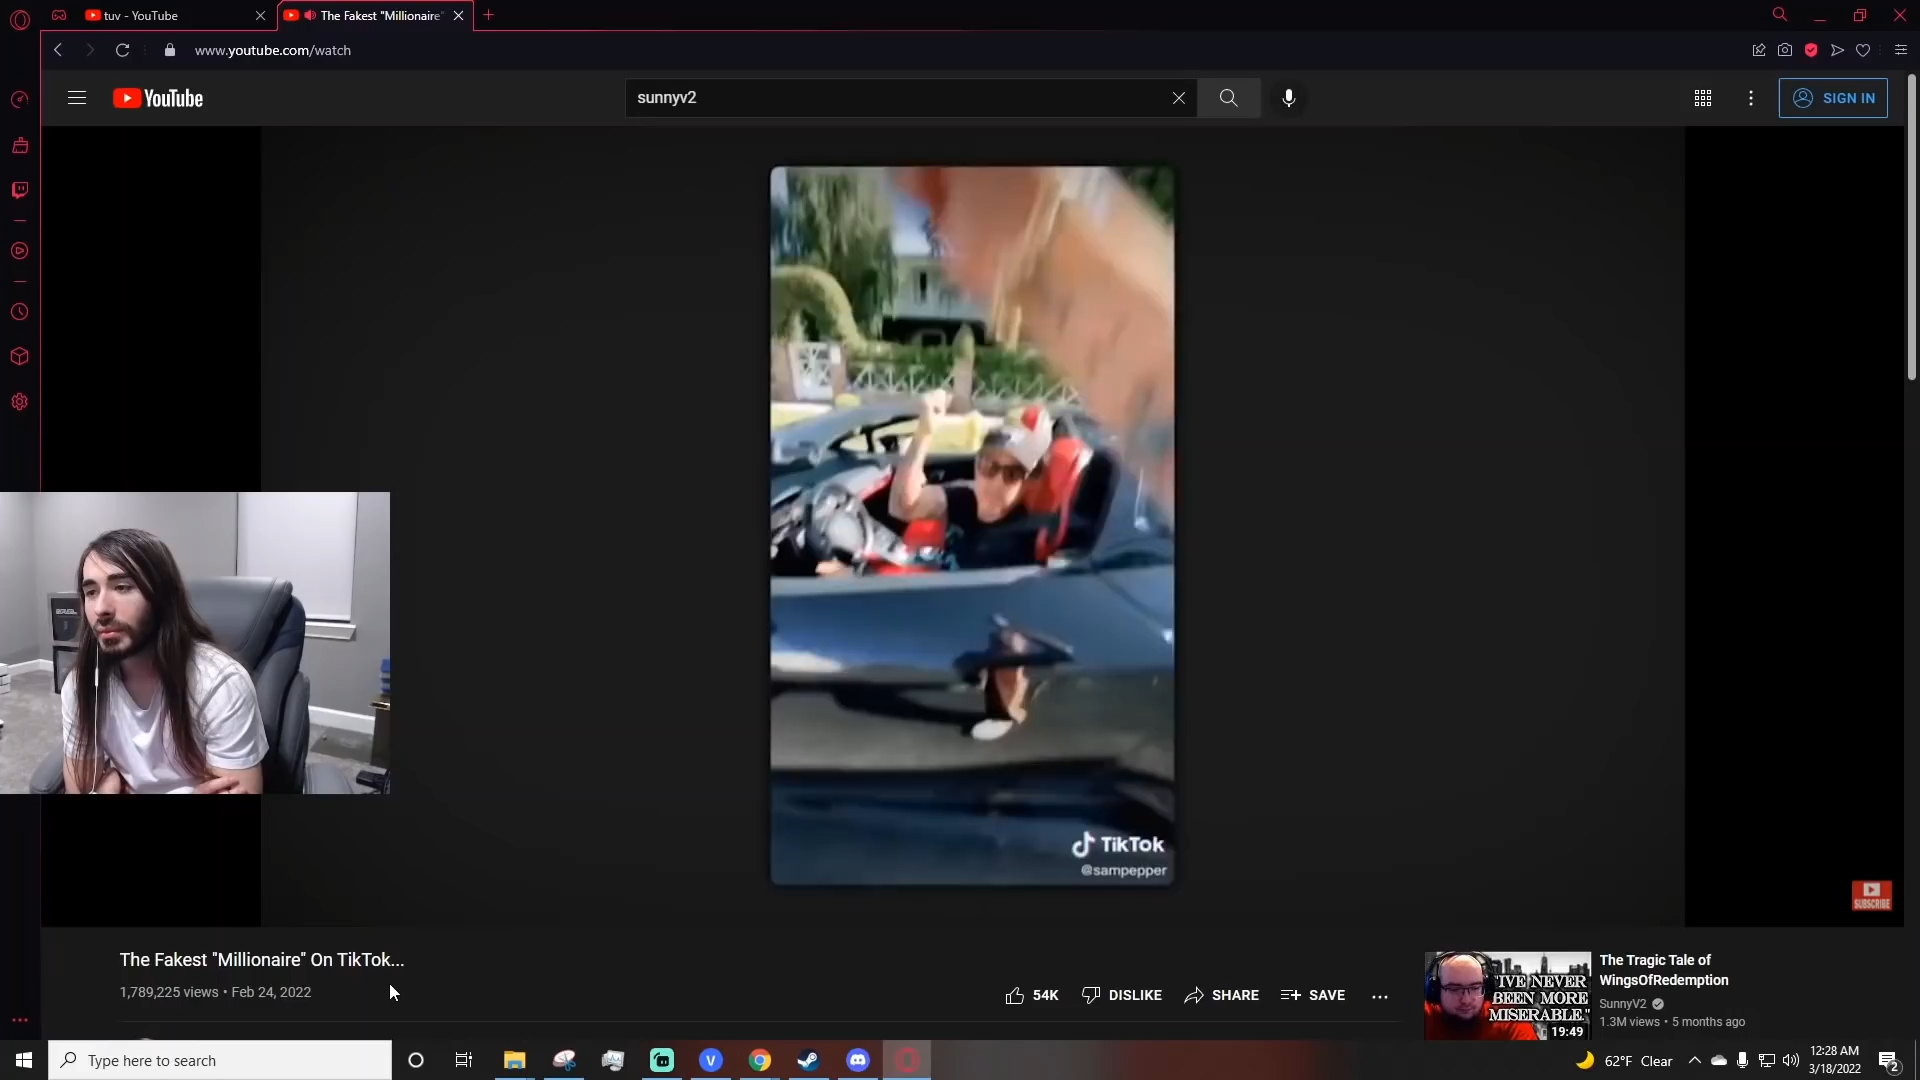 tuv - YouTube
The Fakest "Millionaire"
www.youtube.com/watch
YouTube
sunnyv2
SIGN IN
TikTok
@sampepper
SUBSCRIBE
The Fakest "Millionaire" On TikTok...
1,789,225 views • Feb 24, 2022
54K
DISLIKE
SHARE
SAVE
"I'VE NEVER
BEEN MORE
MISERABLE."
19:49
The Tragic Tale of
WingsOfRedemption
SunnyV2
1.3M views • 5 months ago
Type here to search
V
62°F Clear
12:28 AM
3/18/2022
2